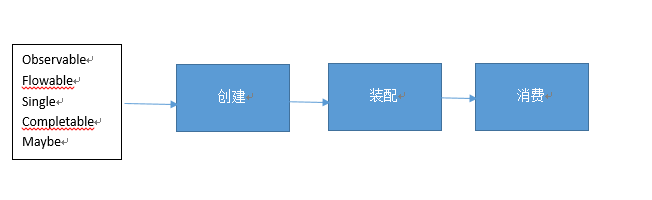 Observable
Flowable
Single
Completable
Maybe
创建
装配
消费